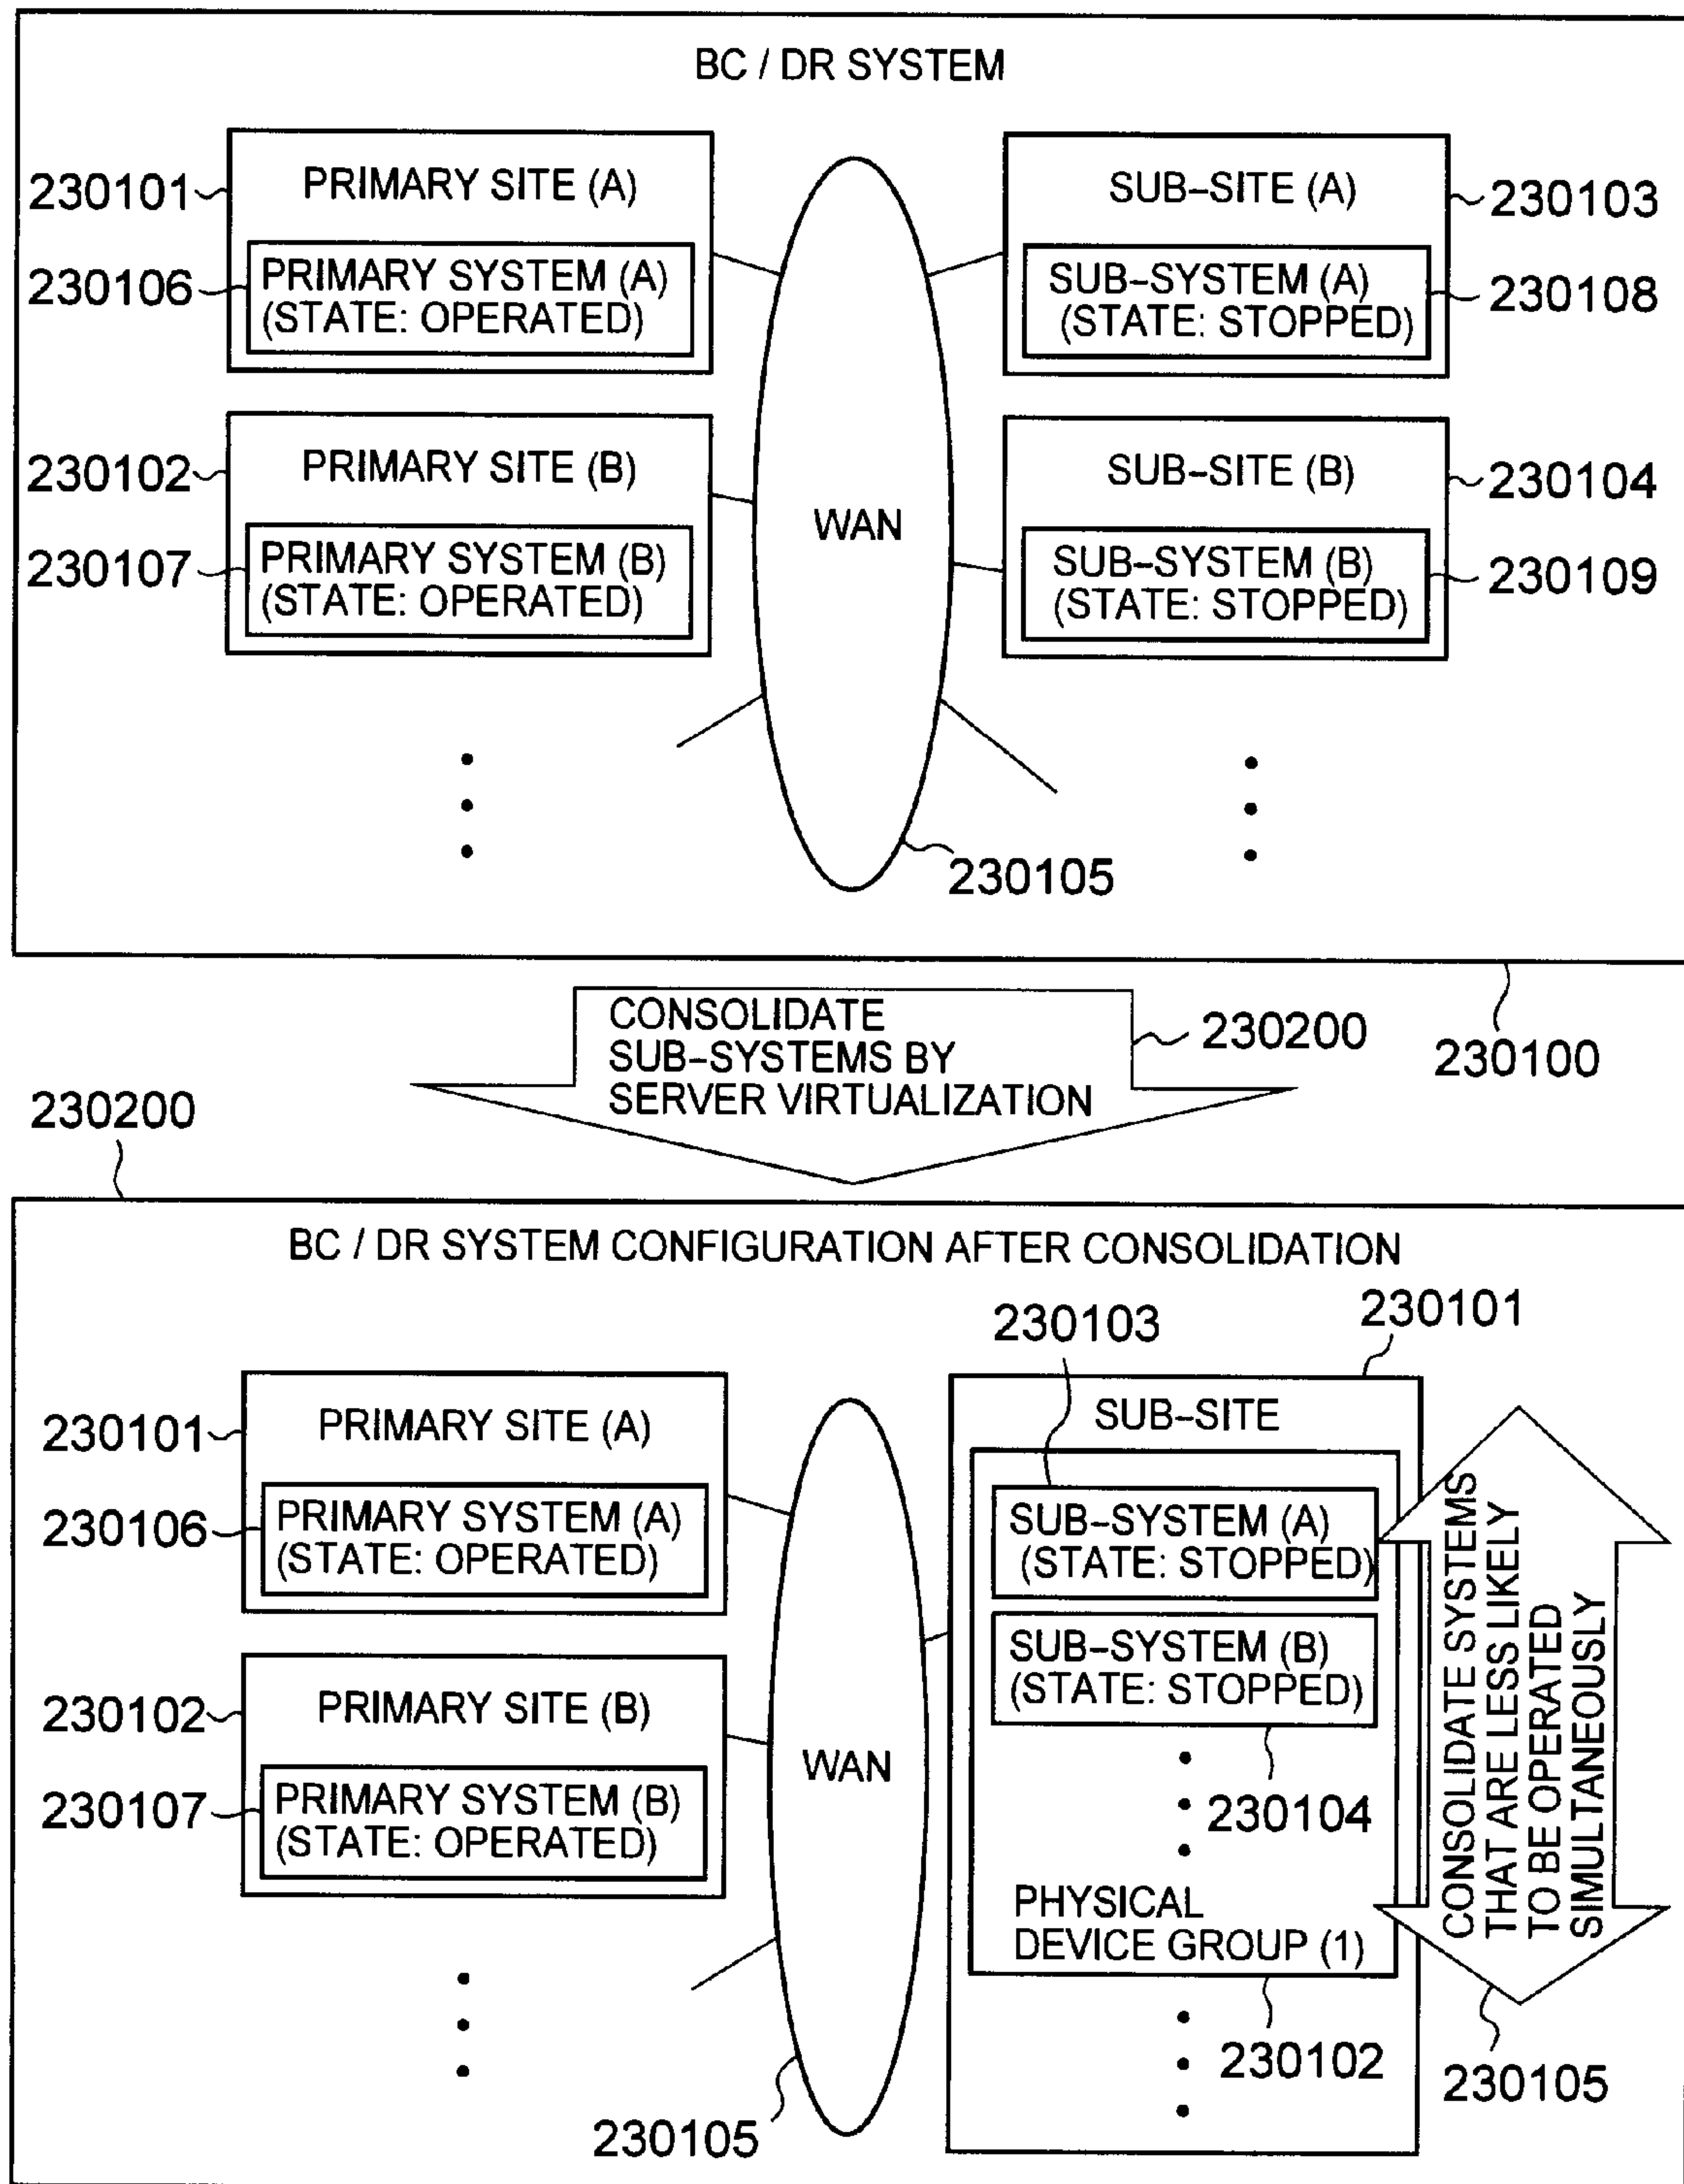 BC / DR SYSTEM
230101
PRIMARY SITE (A)
230106
PRIMARY SYSTEM (A)
(STATE: OPERATED)
SUB-SITE (A)
230103
SUB-SYSTEM (A)
(STATE: STOPPED)
230108
230102
PRIMARY SITE (B)
230107
PRIMARY SYSTEM (B)
(STATE: OPERATED)
WAN
SUB-SITE (B)
230104
SUB-SYSTEM (B)
(STATE: STOPPED)
230109
230105
230100
CONSOLIDATE
SUB-SYSTEMS BY
SERVER VIRTUALIZATION
230200
230200
BC / DR SYSTEM CONFIGURATION AFTER CONSOLIDATION
230101
PRIMARY SITE (A)
230106
PRIMARY SYSTEM (A)
(STATE: OPERATED)
230102
PRIMARY SITE (B)
230107
PRIMARY SYSTEM (B)
(STATE: OPERATED)
WAN
230105
230103
230101
SUB-SITE
SUB-SYSTEM (A)
(STATE: STOPPED)
SUB-SYSTEM (B)
(STATE: STOPPED)
230104
PHYSICAL
DEVICE GROUP (1)
230102
CONSOLIDATE SYSTEMS
THAT ARE LESS LIKELY
TO BE OPERATED
SIMULTANEOUSLY
230105